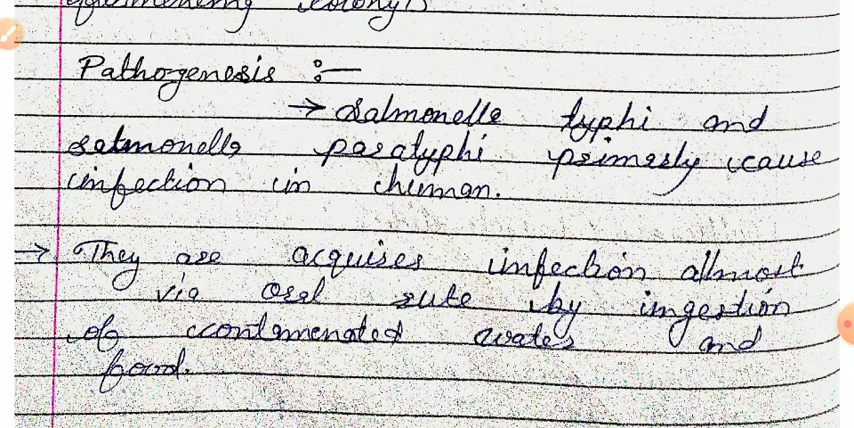 Pathogenesis :—
→ Salmonella typhi and
salmonella paratyphi primarly cause
infection in human.
→ They are acquires infection allmost
via oral rute by ingestion
of contamenated water and
food.